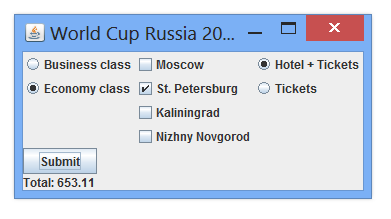 World Cup Russia 20...
Business class Moscow Hotel + Tickets
Economy class St. Petersburg Tickets
Kaliningrad
Nizhny Novgorod
Submit
Total: 653.11